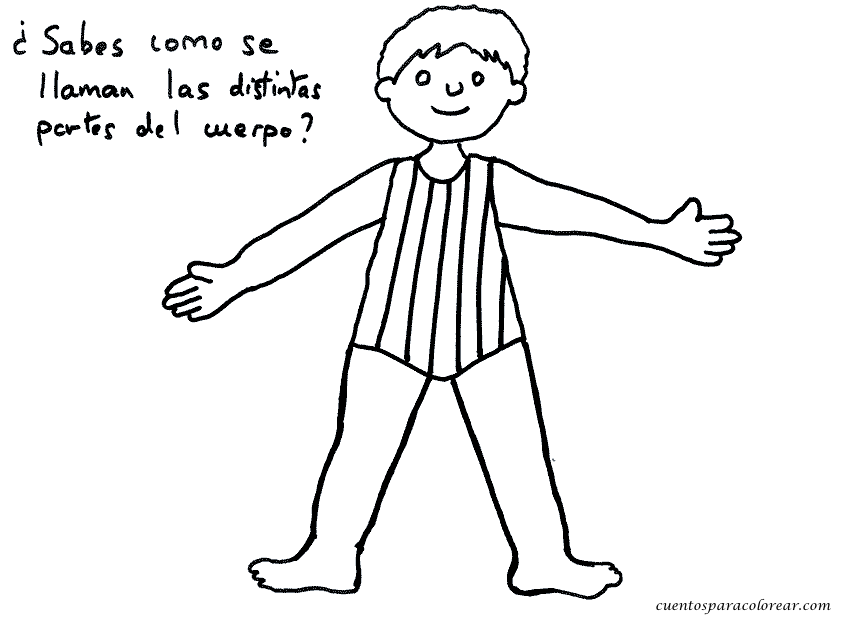 ¿Sabes como se
llaman las distintas
partes del cuerpo?
cuentosparacolorear.com